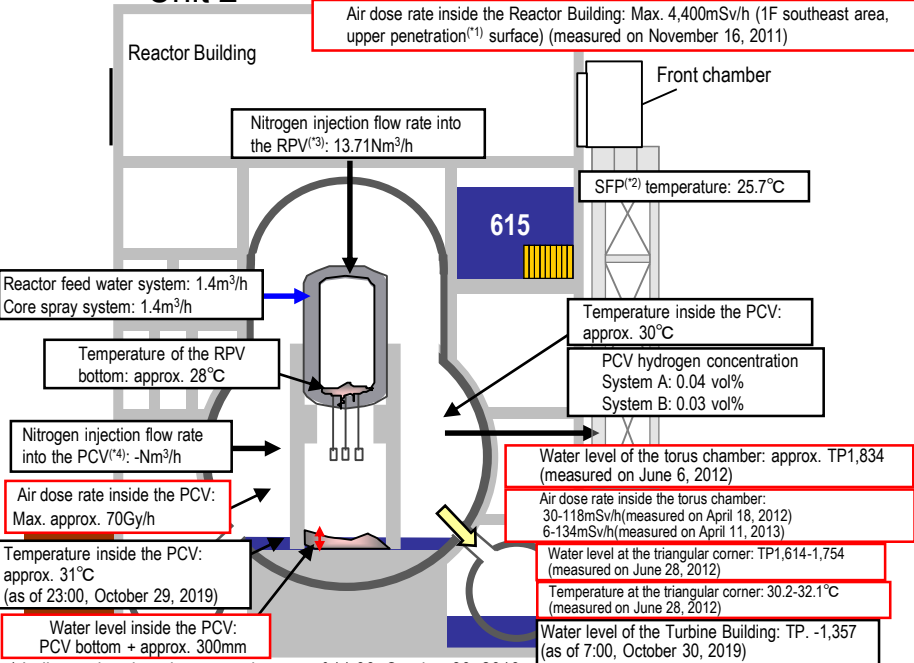 Air dose rate inside the Reactor Building: Max. 4,400mSv/h (1F southeast area,
upper penetration(*1) surface) (measured on November 16, 2011)
Reactor Building
Front chamber
Nitrogen injection flow rate into
the RPV(*3): 13.71Nm3/h
SFP(*2) temperature: 25.7℃
615
Reactor feed water system: 1.4m3/h
Core spray system: 1.4m3/h
Temperature inside the PCV:
approx. 30℃
Temperature of the RPV
bottom: approx. 28℃
PCV hydrogen concentration
System A: 0.04 vol%
System B: 0.03 vol%
Nitrogen injection flow rate
into the PCV(*4): -Nm3/h
Water level of the torus chamber: approx. TP1,834
(measured on June 6, 2012)
Air dose rate inside the PCV:
Max. approx. 70Gy/h
Air dose rate inside the torus chamber:
30-118mSv/h(measured on April 18, 2012)
6-134mSv/h(measured on April 11, 2013)
Temperature inside the PCV:
approx. 31℃
(as of 23:00, October 29, 2019)
Water level at the triangular corner: TP1,614-1,754
(measured on June 28, 2012)
Temperature at the triangular corner: 30.2-32.1℃
(measured on June 28, 2012)
Water level inside the PCV:
PCV bottom + approx. 300mm
Water level of the Turbine Building: TP. -1,357
(as of 7:00, October 30, 2019)